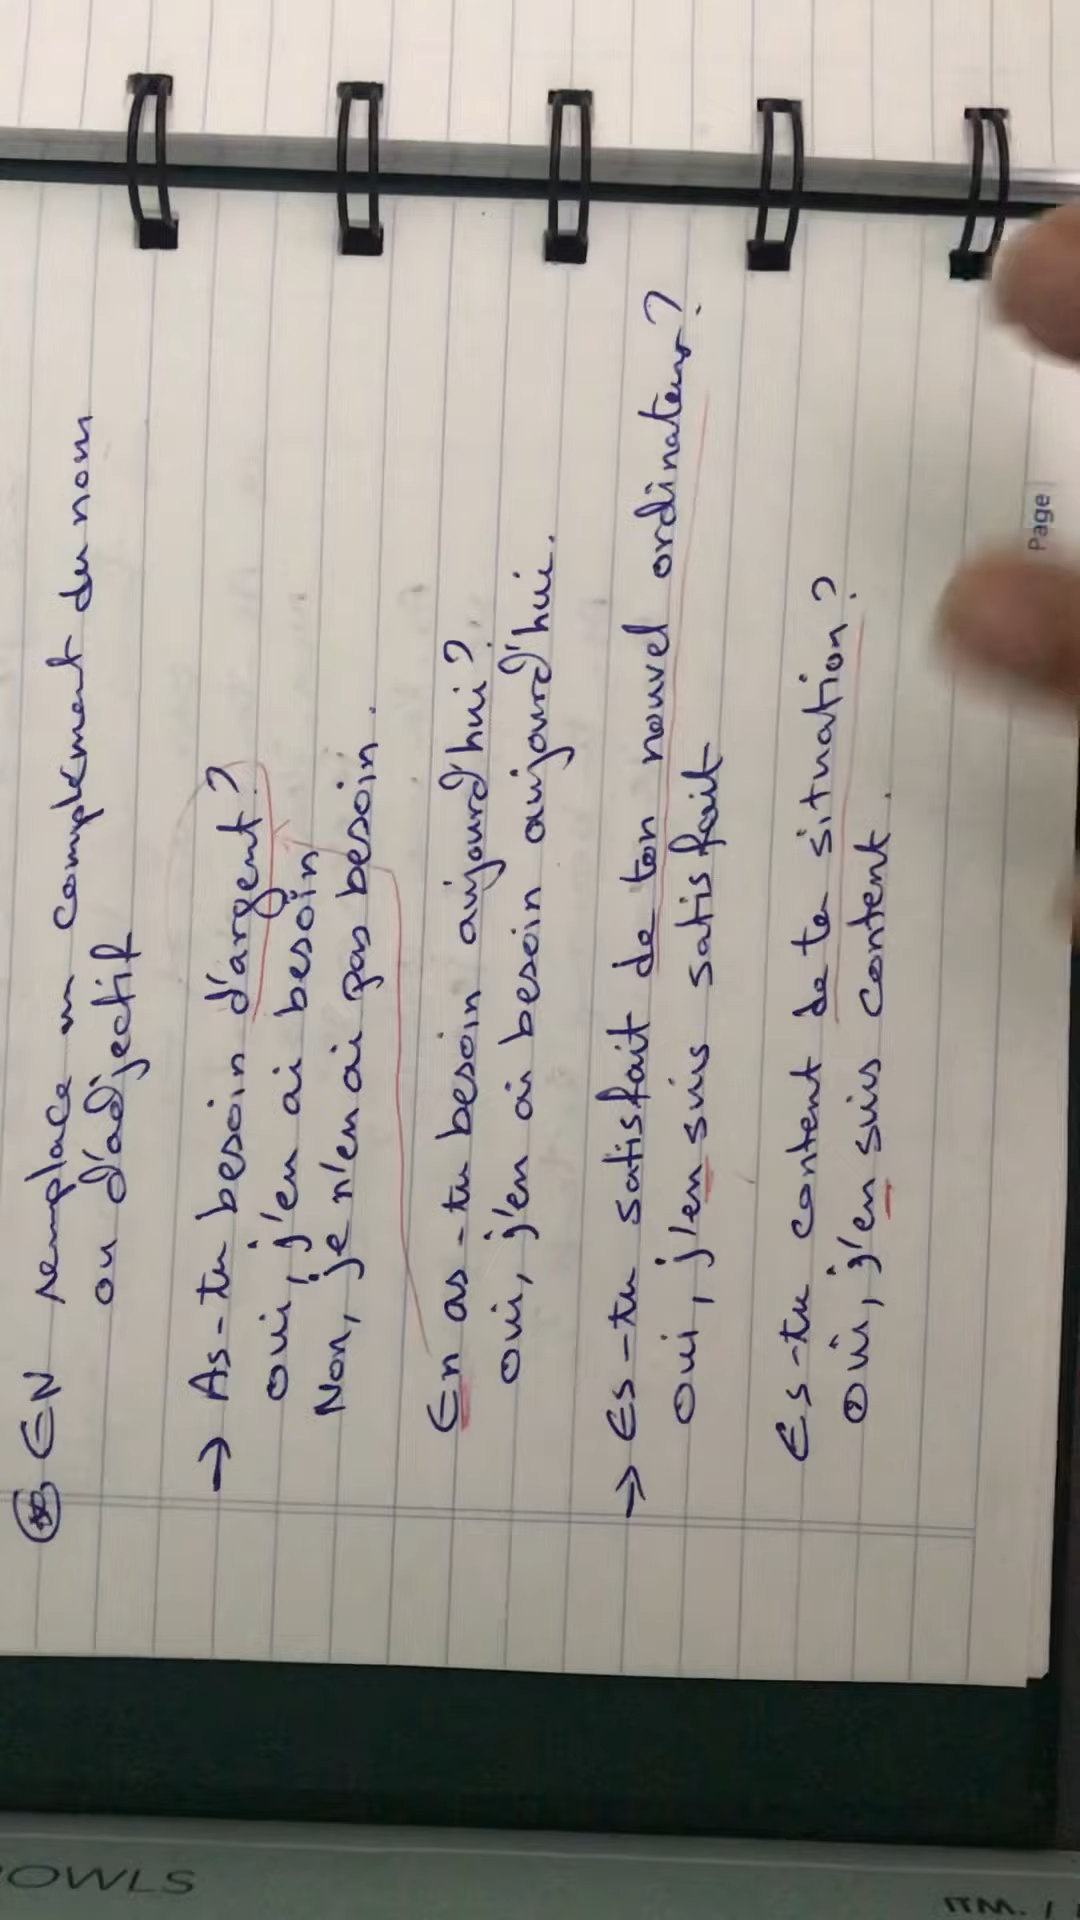 ⊛ EN remplace un complément du nom
ou d'adjectif
→ As-tu besoin d'argent?
oui, j'en ai besoin
Non, je n'en ai pas besoin.
En as-tu besoin aujourd'hui?
oui, j'en ai besoin aujourd'hui.
→ Es-tu satisfait de ton nouvel ordinateur?
oui, j'en suis satisfait
Es-tu content de ta situation?
Oui, j'en suis content.
Page
OWLS
ITM.